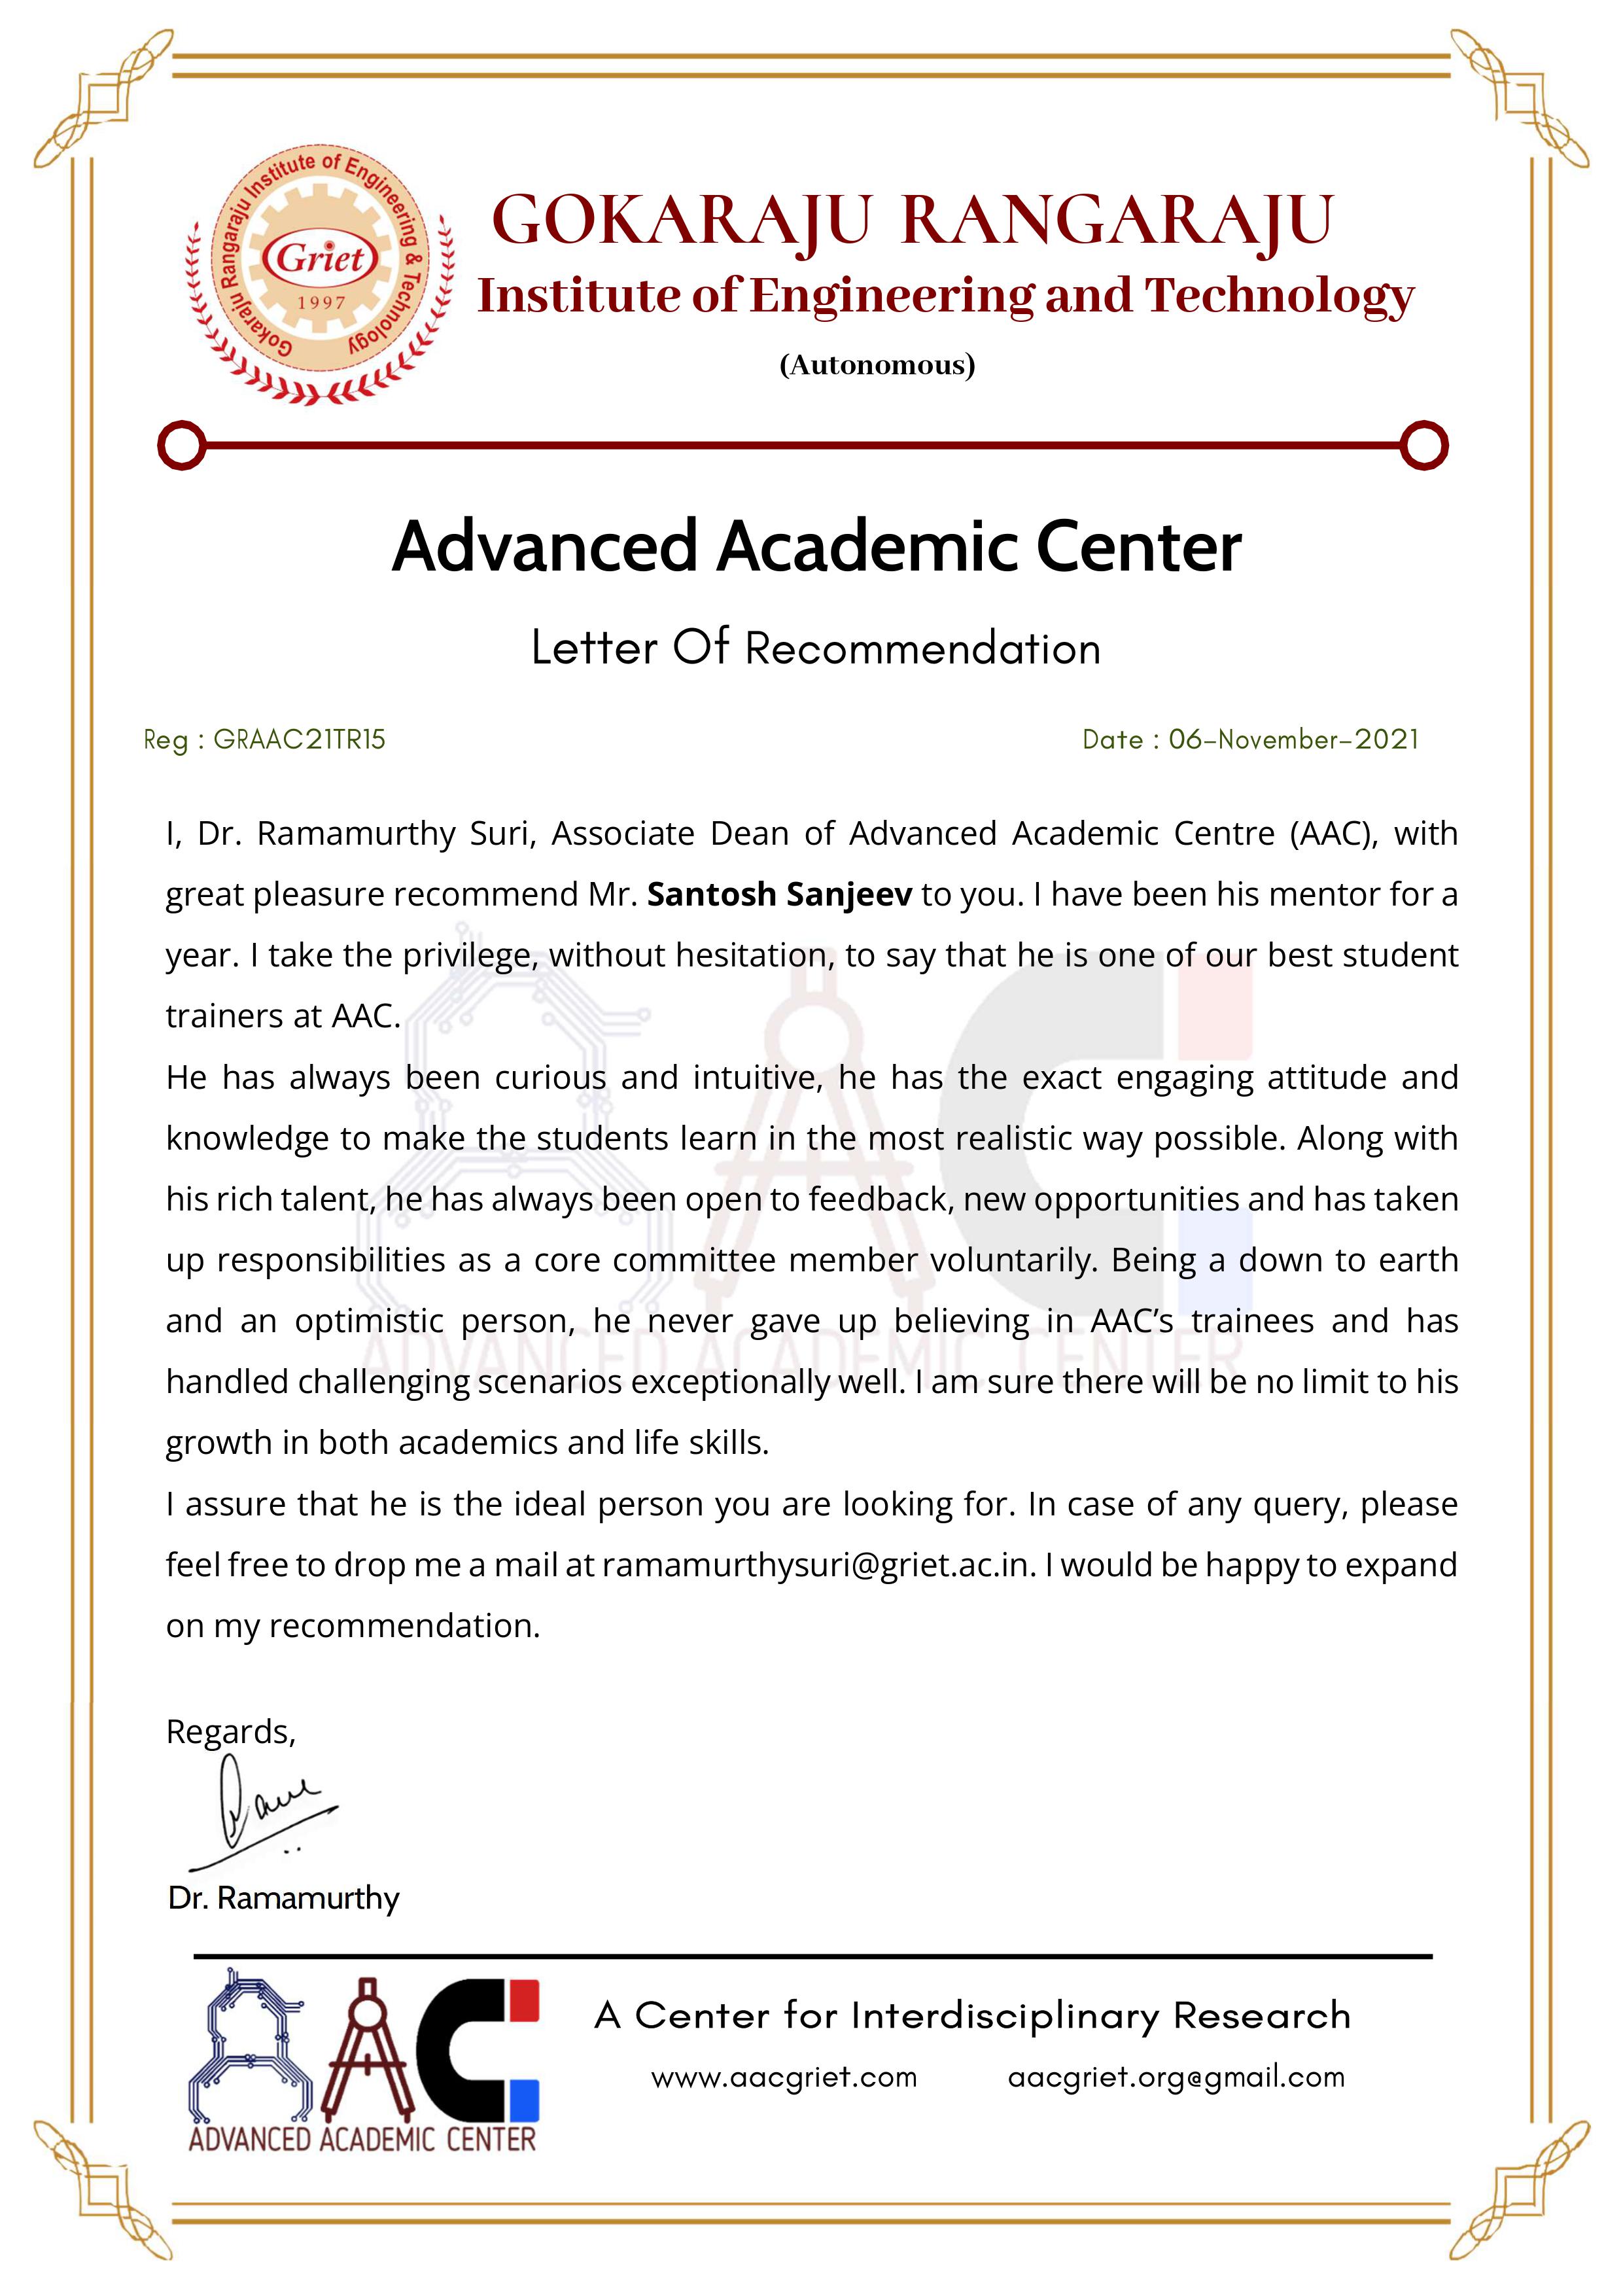 Gokaraju Rangaraju Institute of Engineering & Technology
Griet
1997
GOKARAJU RANGARAJU
Institute of Engineering and Technology
(Autonomous)
Advanced Academic Center
Letter Of Recommendation
Reg : GRAAC21TR15 Date : 06-November-2021
I, Dr. Ramamurthy Suri, Associate Dean of Advanced Academic Centre (AAC), with
great pleasure recommend Mr. Santosh Sanjeev to you. I have been his mentor for a
year. I take the privilege, without hesitation, to say that he is one of our best student
trainers at AAC.
He has always been curious and intuitive, he has the exact engaging attitude and
knowledge to make the students learn in the most realistic way possible. Along with
his rich talent, he has always been open to feedback, new opportunities and has taken
up responsibilities as a core committee member voluntarily. Being a down to earth
and an optimistic person, he never gave up believing in AAC’s trainees and has
ADVANCED ACADEMIC CENTER
handled challenging scenarios exceptionally well. I am sure there will be no limit to his
growth in both academics and life skills.
I assure that he is the ideal person you are looking for. In case of any query, please
feel free to drop me a mail at ramamurthysuri@griet.ac.in. I would be happy to expand
on my recommendation.
Regards,
Dr. Ramamurthy
AAC
ADVANCED ACADEMIC CENTER
A Center for Interdisciplinary Research
www.aacgriet.com aacgriet.org@gmail.com